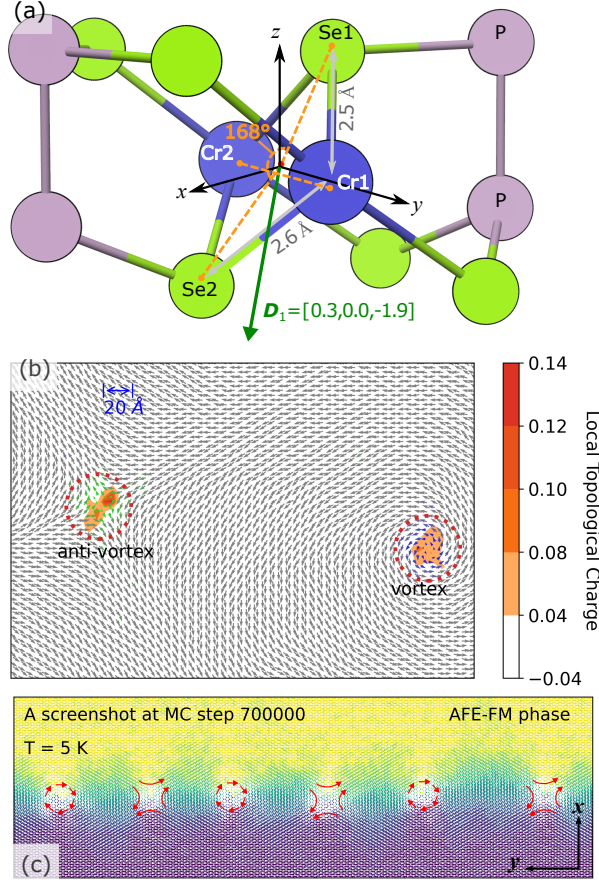 (a)
z
Se1
P
2.5 Å
168°
Cr2
Cr1
x
y
P
2.6 Å
Se2
D₁=[0.3,0.0,-1.9]
(b)
20 Å
anti-vortex
vortex
0.14
0.12
0.10
0.08
0.04
−0.04
Local Topological Charge
A screenshot at MC step 700000
AFE-FM phase
T = 5 K
x
y
(c)